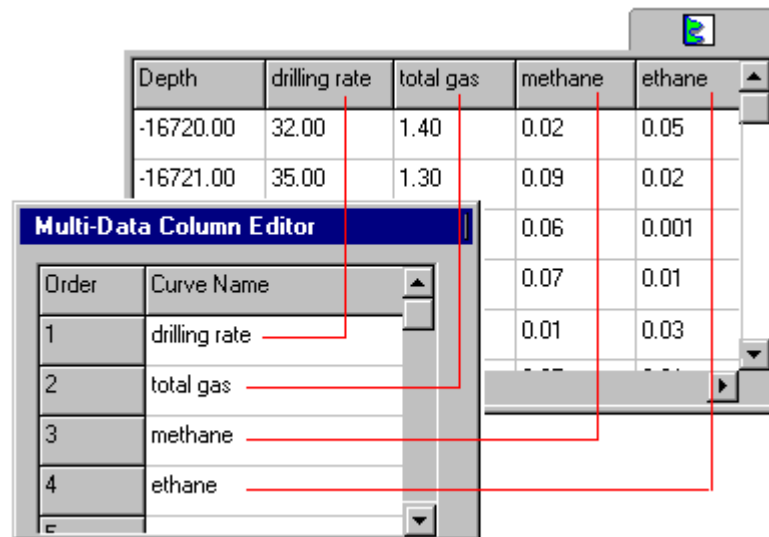 Depth drilling rate total gas methane ethane
-16720.00 32.00 1.40 0.02 0.05
-16721.00 35.00 1.30 0.09 0.02
0.06 0.001
0.07 0.01
0.01 0.03
Multi-Data Column Editor
Order Curve Name
1 drilling rate
2 total gas
3 methane
4 ethane